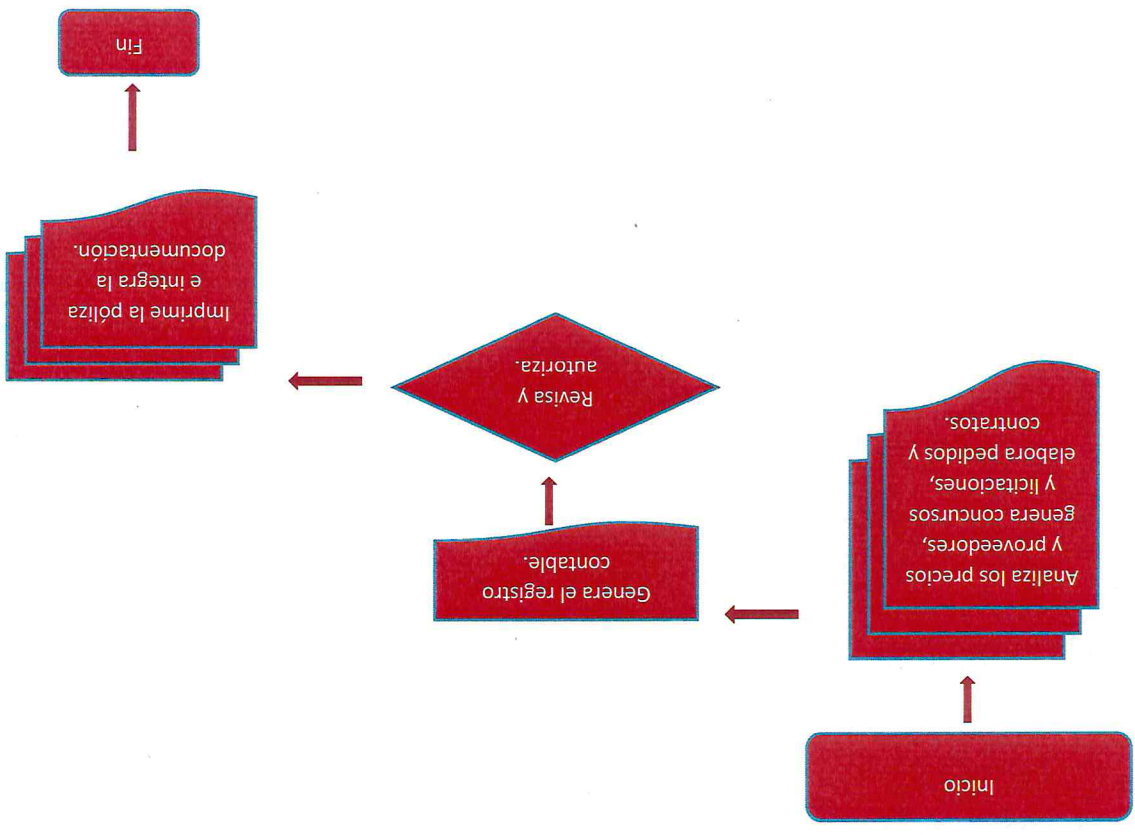 Inicio
Analiza los precios
y proveedores,
genera concursos
y licitaciones,
elabora pedidos y
contratos.
Genera el registro
contable.
Revisa y
autoriza.
Imprime la póliza
e integra la
documentación.
Fin